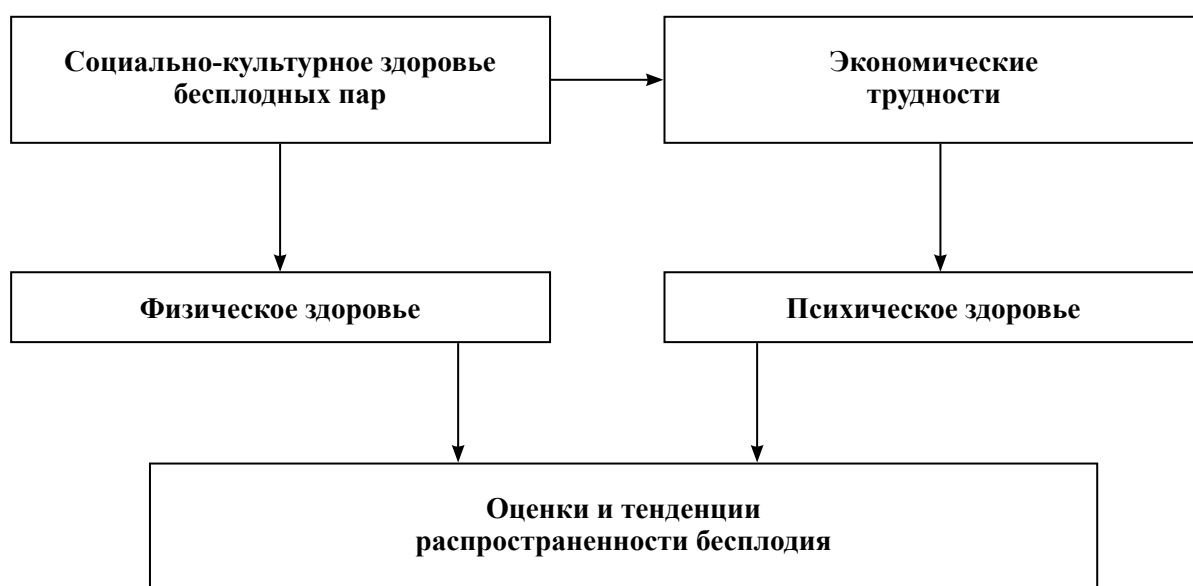 Социально-культурное здоровье
бесплодных пар
Экономические
трудности
Физическое здоровье
Психическое здоровье
Оценки и тенденции
распространенности бесплодия